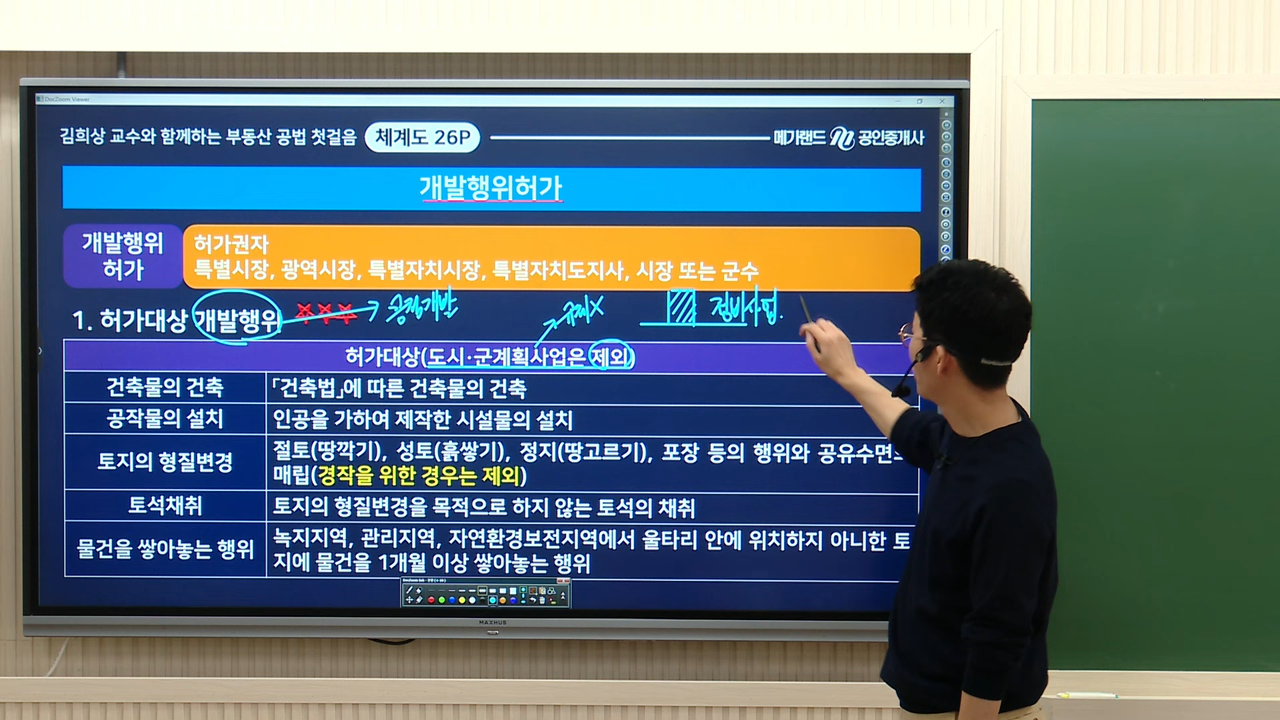 DocZoom Viewer
김희상 교수와 함께하는 부동산 공법 첫걸음 체계도 26P 메가랜드 공인중개사
개발행위허가
개발행위
허가
허가권자
특별시장, 광역시장, 특별자치시장, 특별자치도지사, 시장 또는 군수
1. 허가대상 개발행위 공장개발 규제X 정비사업.
허가대상(도시·군계획사업은 제외)
건축물의 건축 「건축법」에 따른 건축물의 건축
공작물의 설치 인공을 가하여 제작한 시설물의 설치
토지의 형질변경
절토(땅깍기), 성토(흙쌓기), 정지(땅고르기), 포장 등의 행위와 공유수면
매립(경작을 위한 경우는 제외)
토석채취 토지의 형질변경을 목적으로 하지 않는 토석의 채취
물건을 쌓아놓는 행위
녹지지역, 관리지역, 자연환경보전지역에서 울타리 안에 위치하지 아니한 토
지에 물건을 1개월 이상 쌓아놓는 행위
MAXHUB